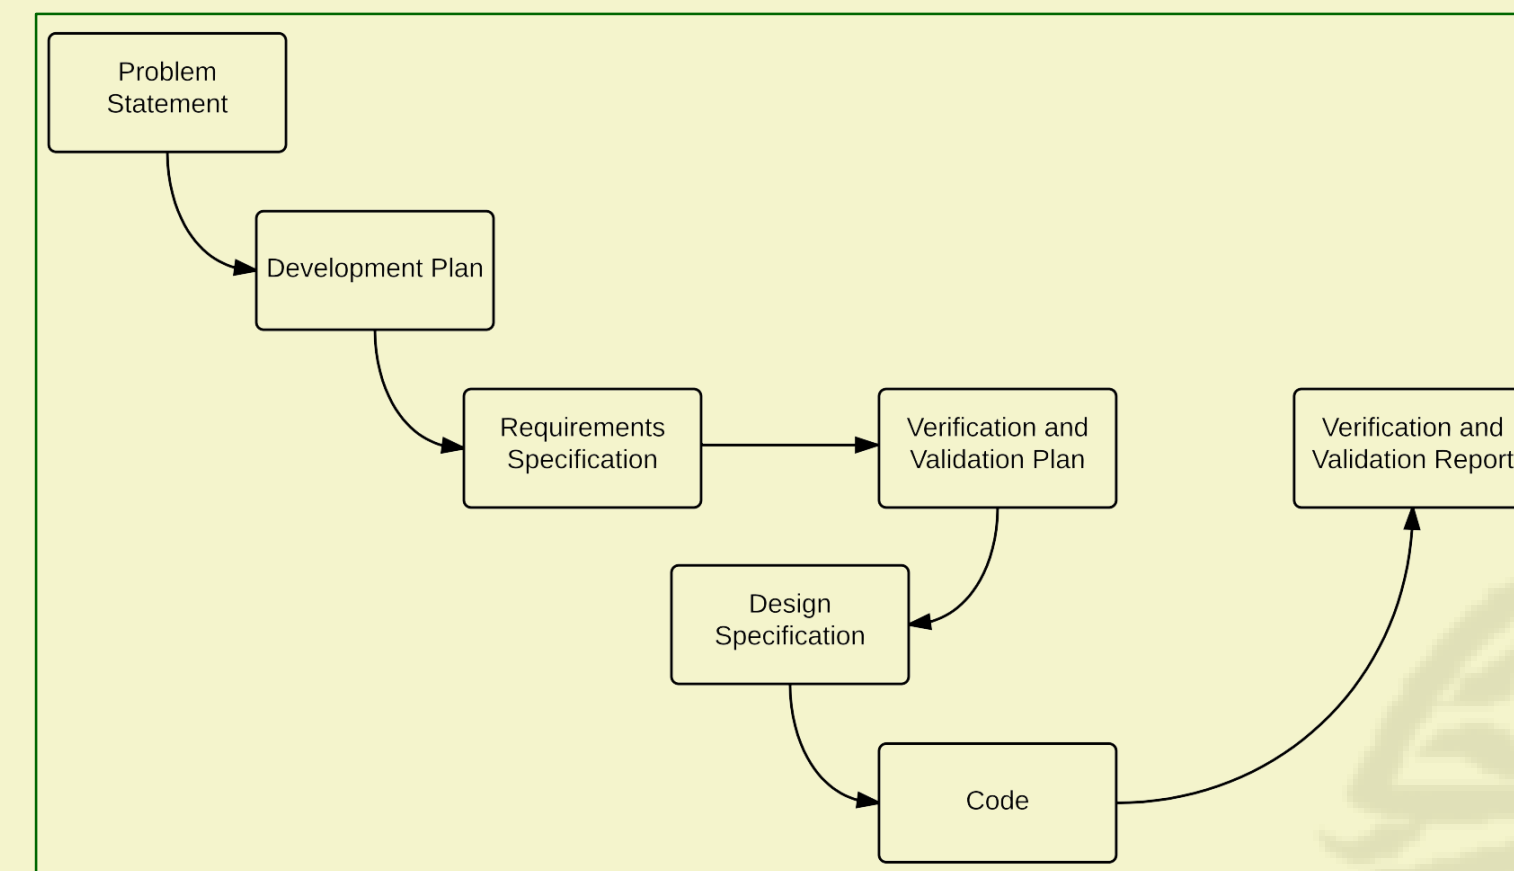 Problem
Statement
Development Plan
Requirements
Specification
Verification and
Validation Plan
Verification and
Validation Report
Design
Specification
Code